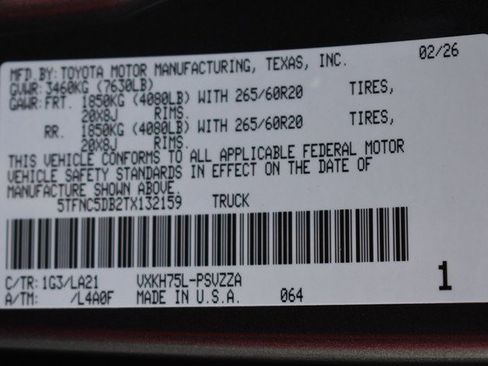 MFD.BY:TOYOTA MOTOR MANUFACTURING, TEXAS, INC. 02/26
GVWR: 3460KG (7630LB)
GAWR:FRT. 1850KG (4080LB) WITH 265/60R20 TIRES,
20X8J RIMS.
RR. 1850KG (4080LB) WITH 265/60R20 TIRES,
20X8J RIMS.
THIS VEHICLE CONFORMS TO ALL APPLICABLE FEDERAL MOTOR
VEHICLE SAFETY STANDARDS IN EFFECT ON THE DATE OF
MANUFACTURE SHOWN ABOVE.
5TFNC5DB2TX132159 TRUCK
C/TR:1G3/LA21 VXKH75L-PSVZZA
A/TM: /L4A0F MADE IN U.S.A. 064 1